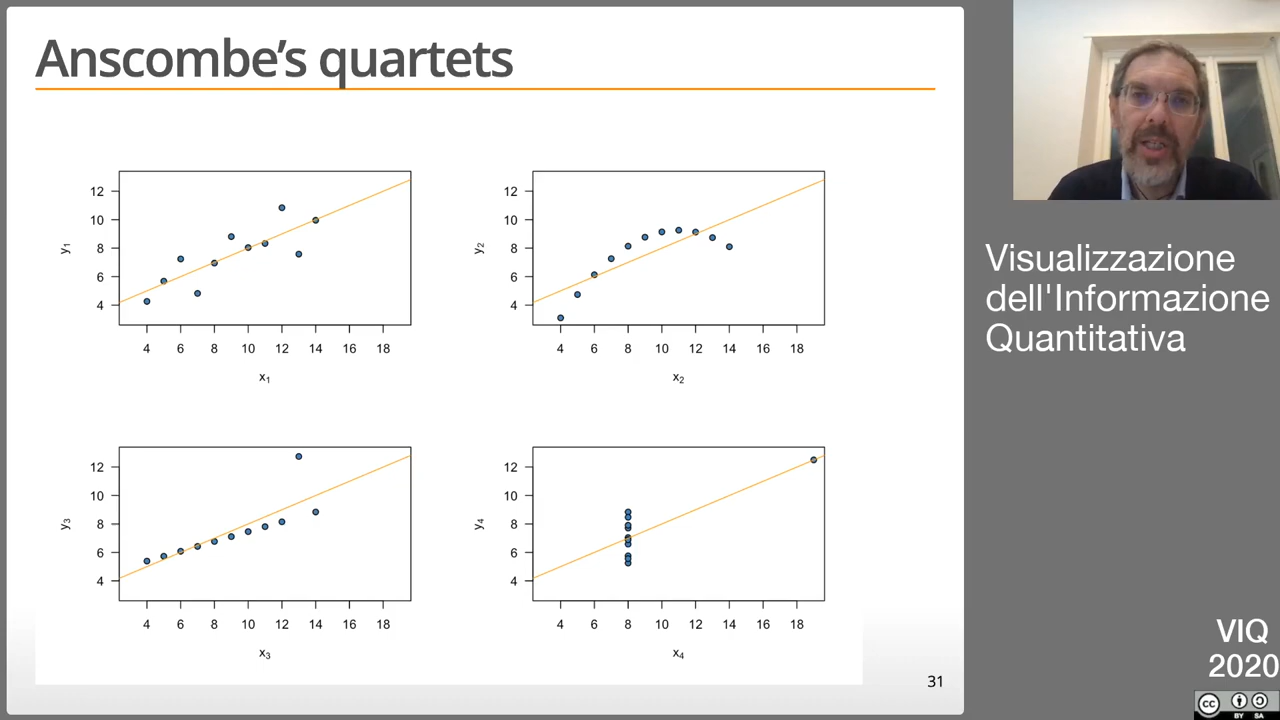 Anscombe's quartets
12
10
8
6
4
y1
4 6 8 10 12 14 16 18
x1
12
10
8
6
4
y2
4 6 8 10 12 14 16 18
x2
12
10
8
6
4
y3
4 6 8 10 12 14 16 18
x3
12
10
8
6
4
y4
4 6 8 10 12 14 16 18
x4
31
Visualizzazione
dell'Informazione
Quantitativa
VIQ
2020
cc
BY SA